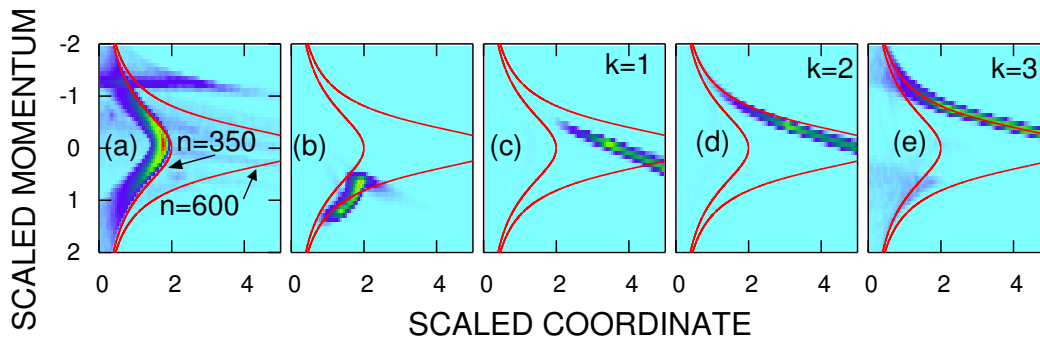 SCALED MOMENTUM
-2
-1
0
1
2
(a)
n=350
n=600
(b)
k=1
(c)
k=2
(d)
k=3
(e)
0 2 4 0 2 4 0 2 4 0 2 4 0 2 4
SCALED COORDINATE